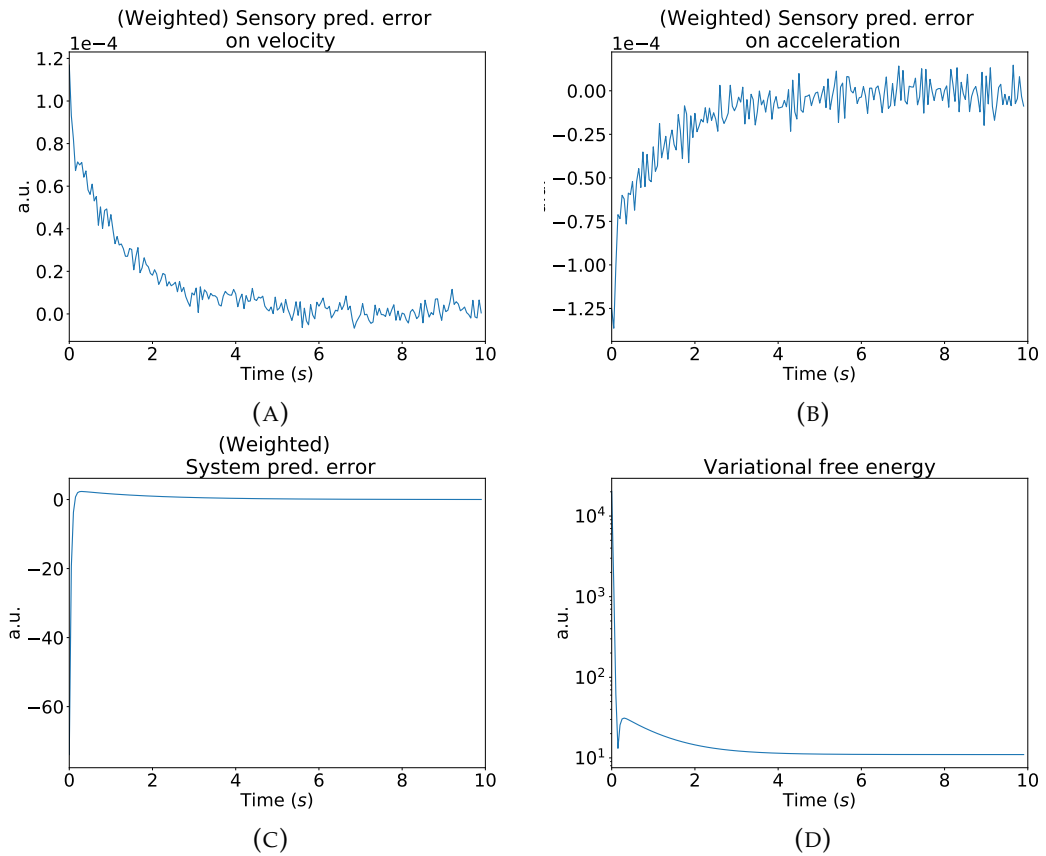 (Weighted) Sensory pred. error
on velocity
1e−4
1.2
1.0
0.8
0.6
0.4
0.2
0.0
a.u.
0 2 4 6 8 10
Time (s)
(A)
(Weighted) Sensory pred. error
on acceleration
1e−4
0.00
−0.25
−0.50
−0.75
−1.00
−1.25
0 2 4 6 8 10
Time (s)
(B)
(Weighted)
System pred. error
0
−20
−40
−60
a.u.
0 2 4 6 8 10
Time (s)
(C)
Variational free energy
10⁴
10³
10²
10¹
a.u.
0 2 4 6 8 10
Time (s)
(D)